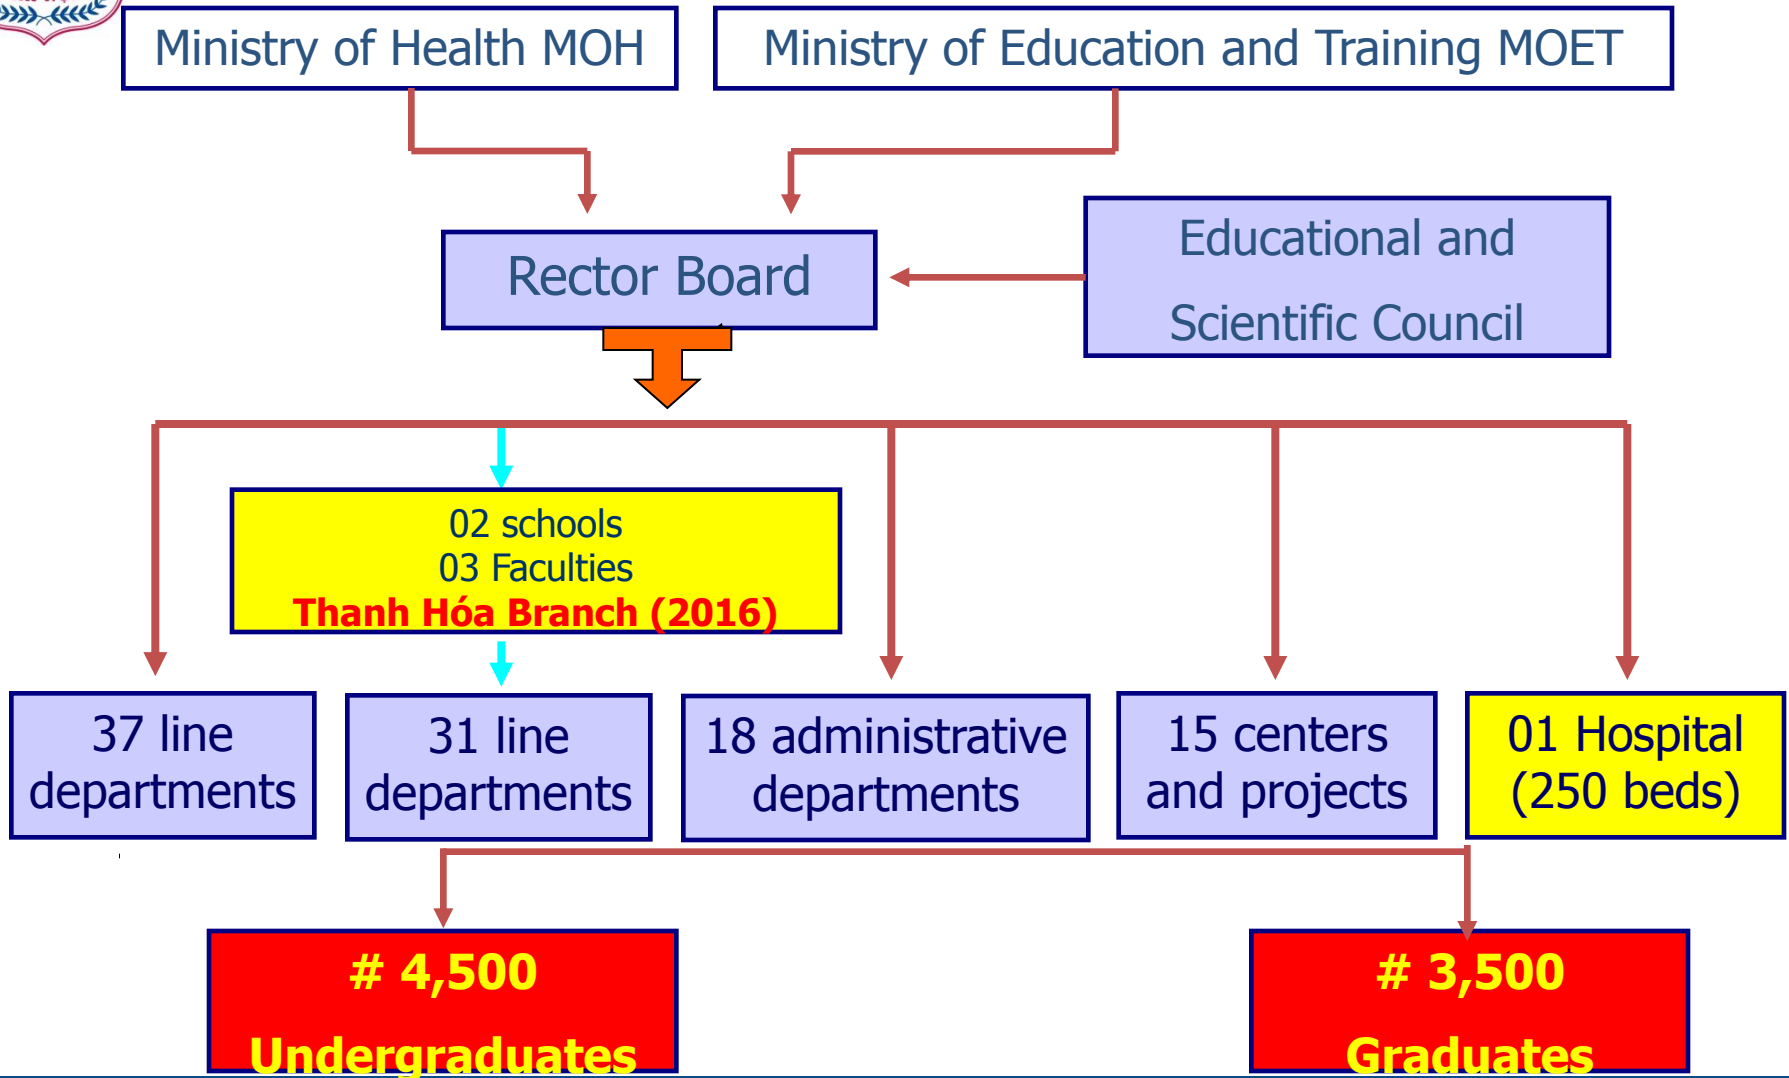 Ministry of Health MOH
Ministry of Education and Training MOET
Rector Board
Educational and
Scientific Council
02 schools
03 Faculties
Thanh Hóa Branch (2016)
37 line
departments
31 line
departments
18 administrative
departments
15 centers
and projects
01 Hospital
(250 beds)
# 4,500
Undergraduates
# 3,500
Graduates